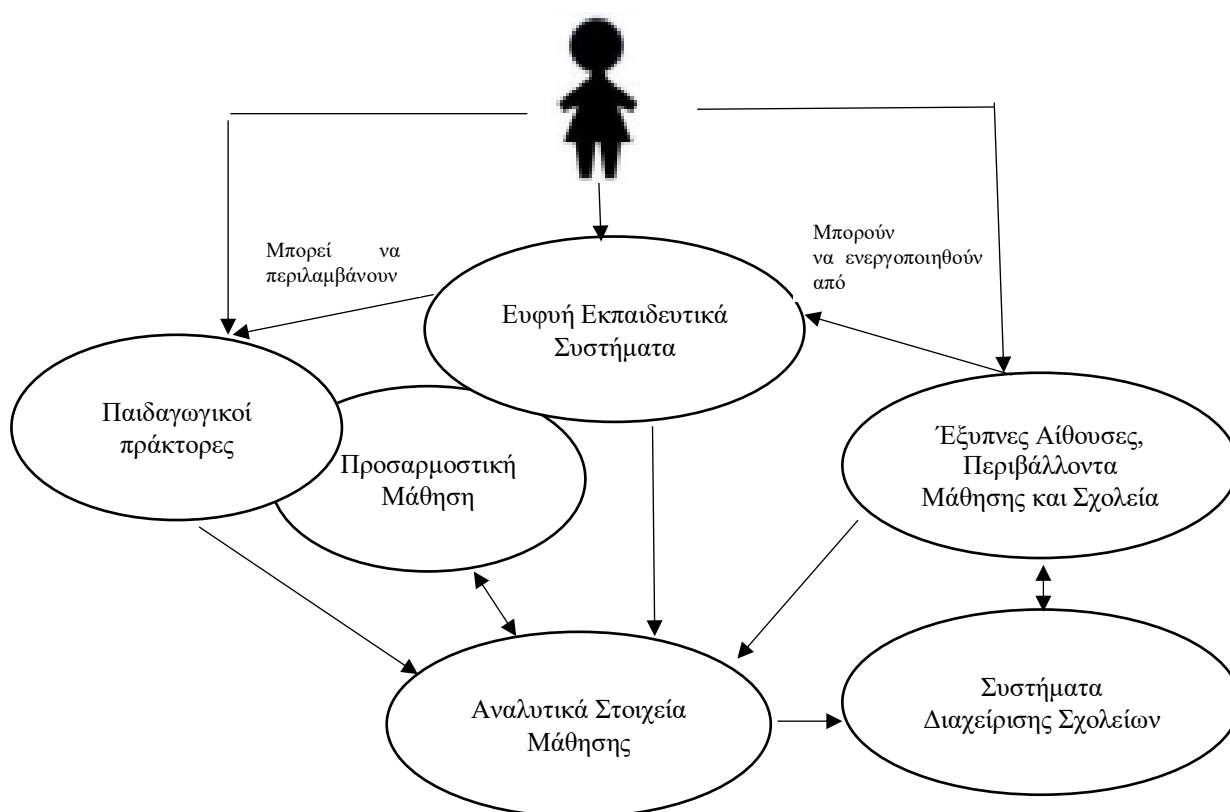 Μπορεί να
περιλαμβάνουν
Μπορούν
να ενεργοποιηθούν
από
Ευφυή Εκπαιδευτικά
Συστήματα
Παιδαγωγικοί
πράκτορες
Προσαρμοστική
Μάθηση
Έξυπνες Αίθουσες,
Περιβάλλοντα
Μάθησης και Σχολεία
Αναλυτικά Στοιχεία
Μάθησης
Συστήματα
Διαχείρισης Σχολείων